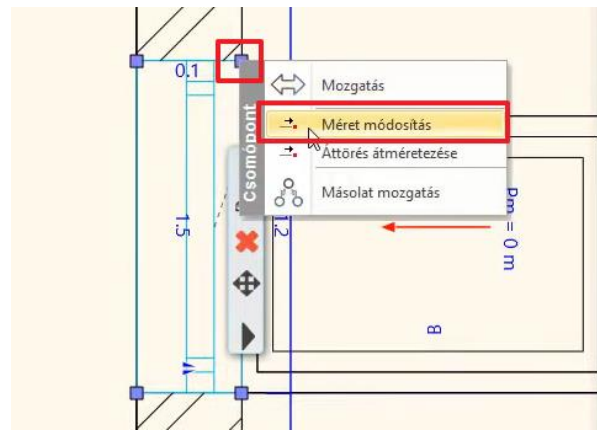 0.1
Csomópont
Mozgatás
Méret módosítás
Áttörés átméretezése
Másolat mozgatás
1.5
1.2
Pm = 0 m
B